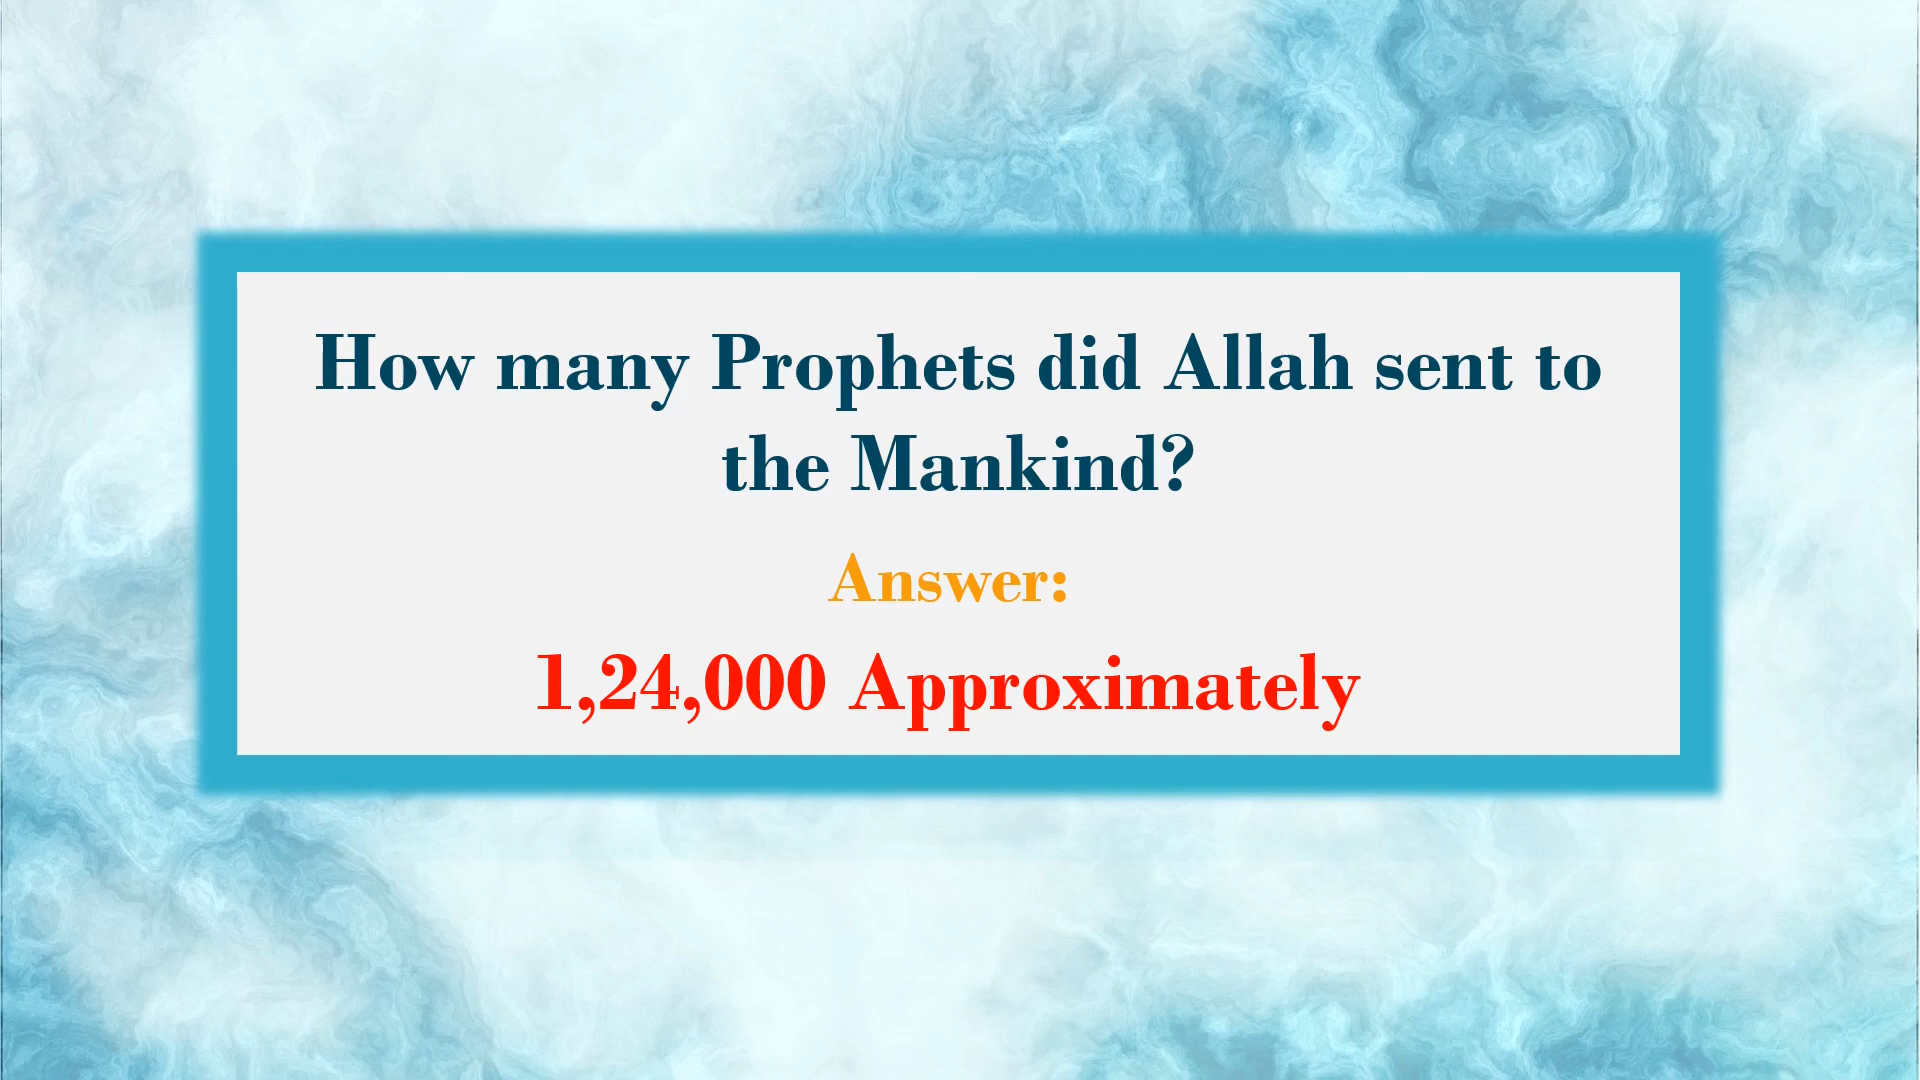 How many Prophets did Allah sent to
the Mankind?
Answer:
1,24,000 Approximately